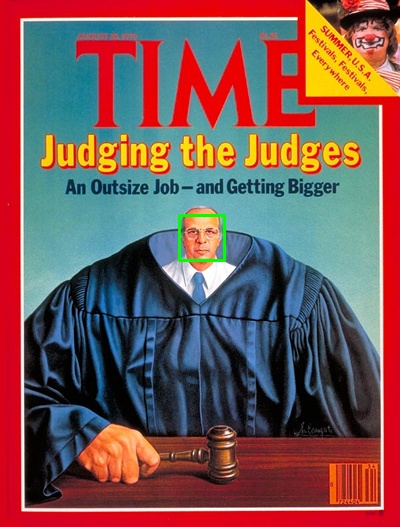 TIME
SUMMER, U.S.A.
Festivals, Festivals,
Everywhere
Judging the Judges
An Outsize Job—and Getting Bigger